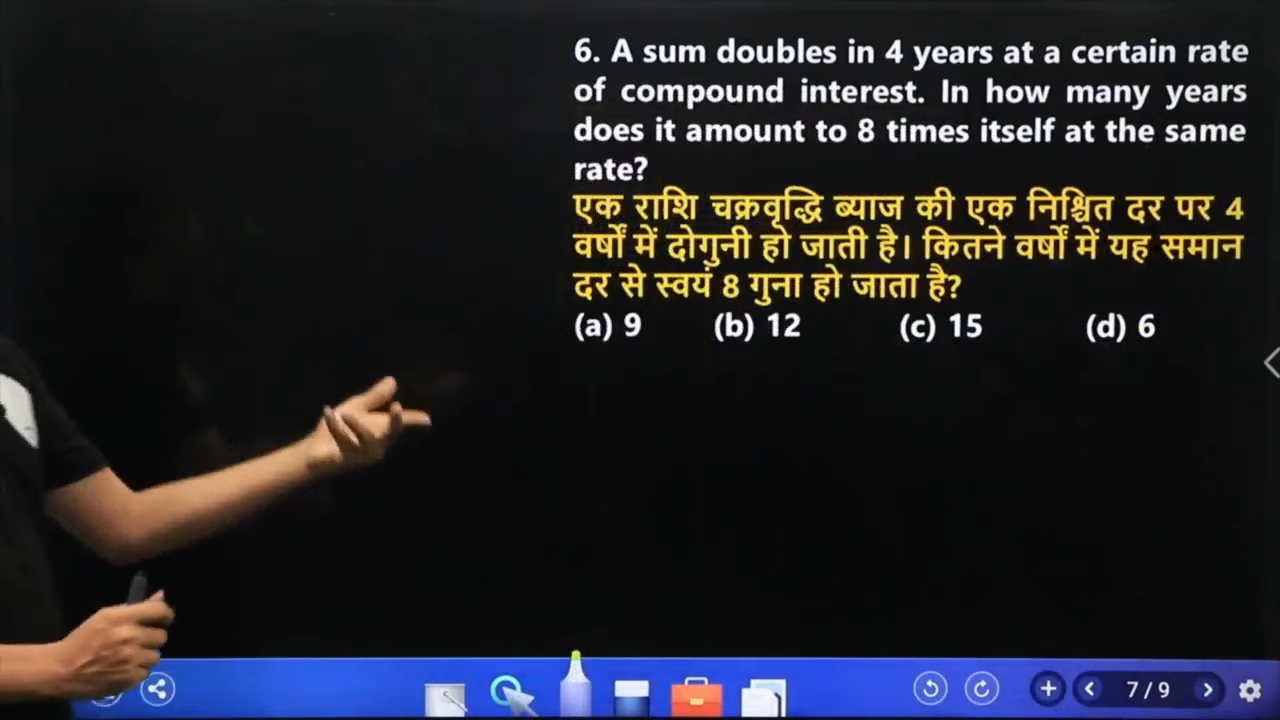 6. A sum doubles in 4 years at a certain rate
of compound interest. In how many years
does it amount to 8 times itself at the same
rate?
एक राशि चक्रवृद्धि ब्याज की एक निश्चित दर पर 4
वर्षों में दोगुनी हो जाती है। कितने वर्षों में यह समान
दर से स्वयं 8 गुना हो जाता है?
(a) 9 (b) 12 (c) 15 (d) 6
7 / 9